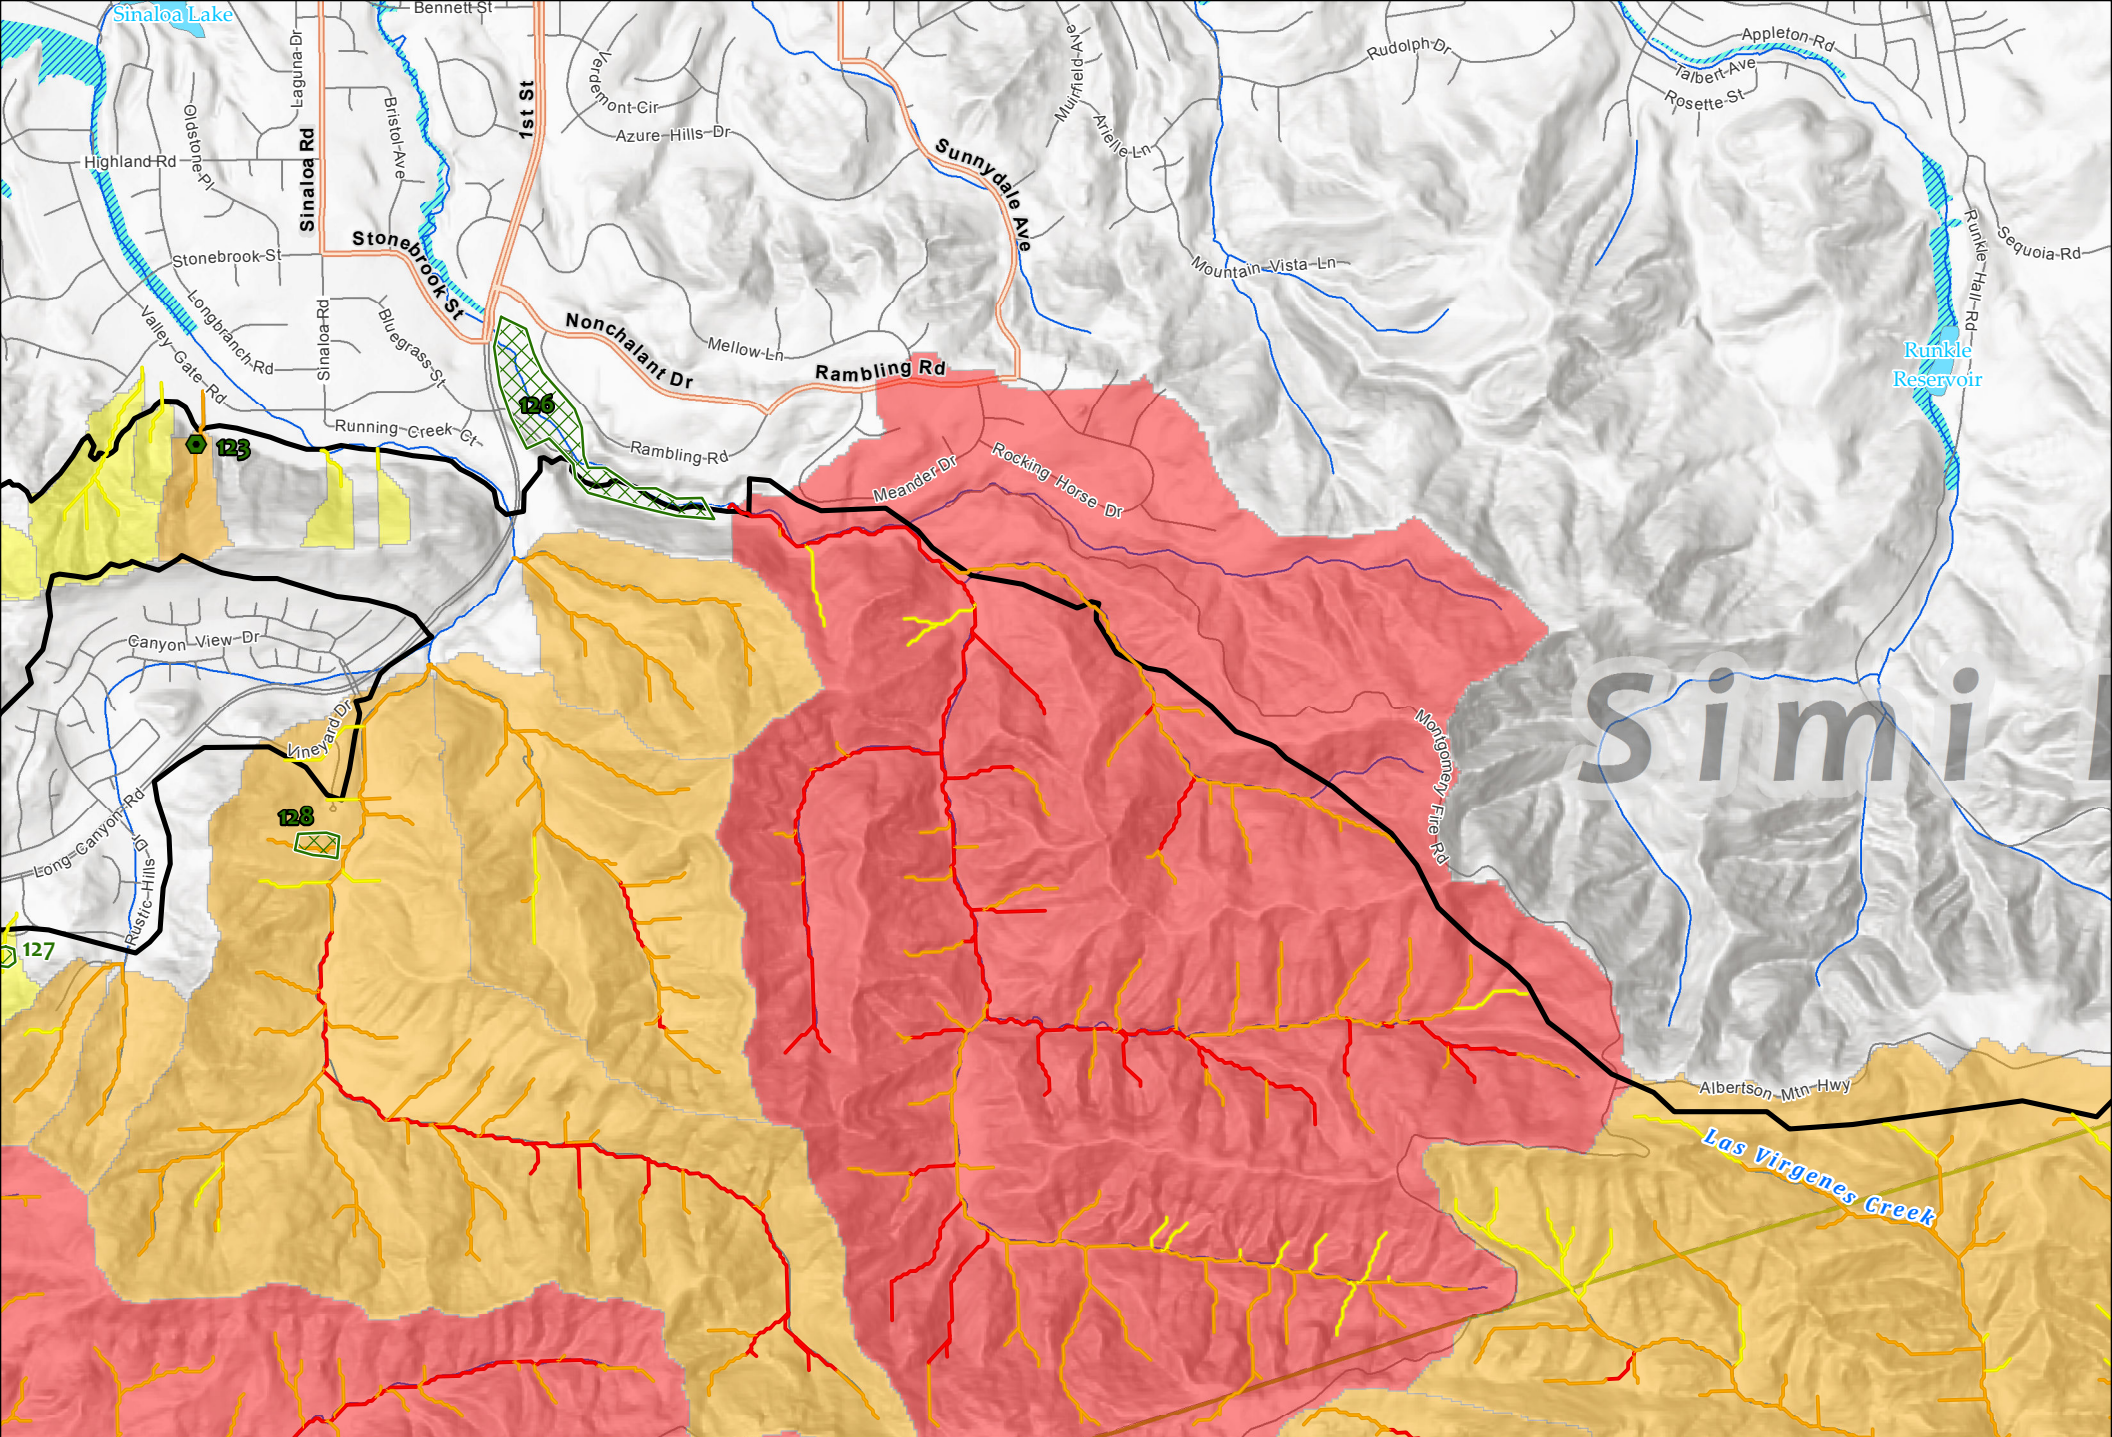 Sinaloa Lake
Bennett St
Laguna Dr
Verdemont Cir
Muirfield Ave
Rudolph Dr
Appleton Rd
Talbert Ave
Rosette St
Oldstone Pl
Bristol Ave
1st St
Azure Hills Dr
Arielle Ln
Highland Rd
Sinaloa Rd
Sunnydale Ave
Stonebrook St
Stonebrook St
Mountain Vista Ln
Runkle Hall Rd
Sequoia Rd
Longbranch Rd
Valley Gate Rd
Sinaloa Rd
Bluegrass St
Nonchalant Dr
Mellow Ln
Rambling Rd
Runkle
Reservoir
126
123
Running Creek Ct
Rambling Rd
Meander Dr
Rocking Horse Dr
Canyon View Dr
Vineyard Dr
Montgomery Fire Rd
Simi
128
Long Canyon Rd
Rustic Hills Dr
127
Albertson Mtn Hwy
Las Virgenes Creek